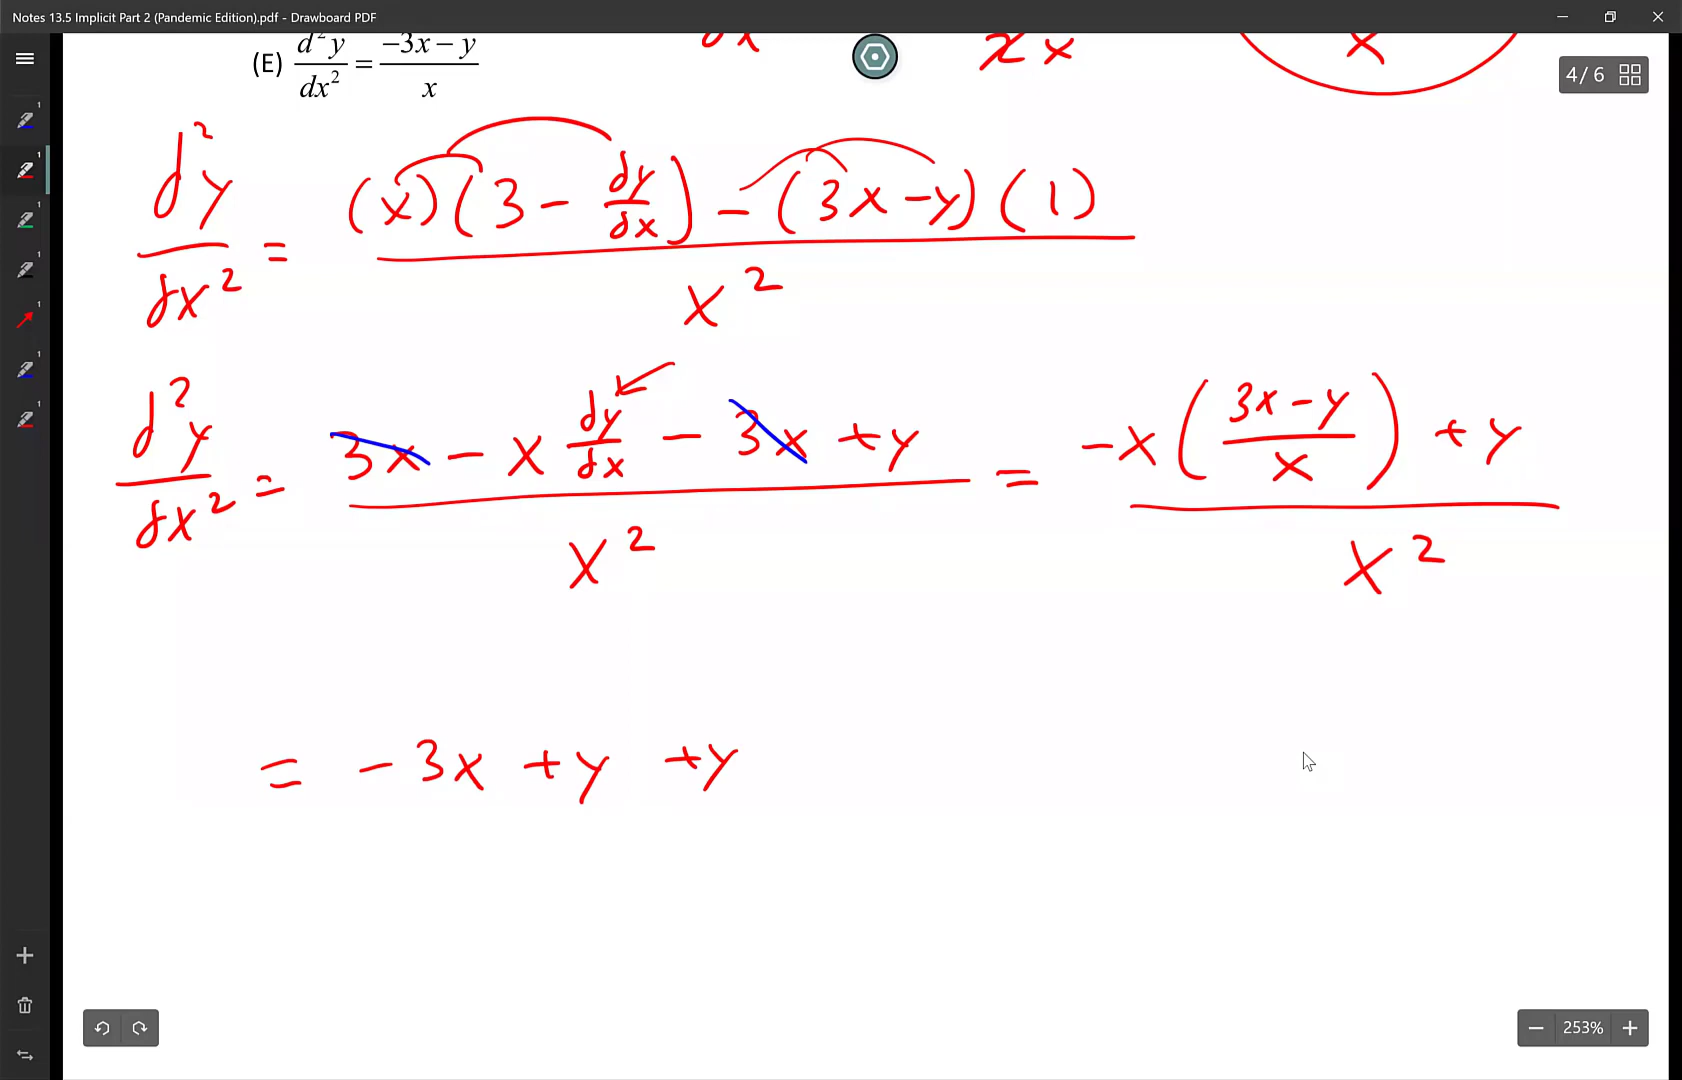 Notes 13.5 Implicit Part 2 (Pandemic Edition).pdf - Drawboard PDF
4 / 6
(E) d²y/dx² = (-3x - y)/x
d²y/dx² = ((x)(3 - dy/dx) - (3x - y)(1))/x²
d²y/dx² = (3x - x dy/dx - 3x + y)/x² = (-x((3x - y)/x) + y)/x²
= -3x + y + y
253%